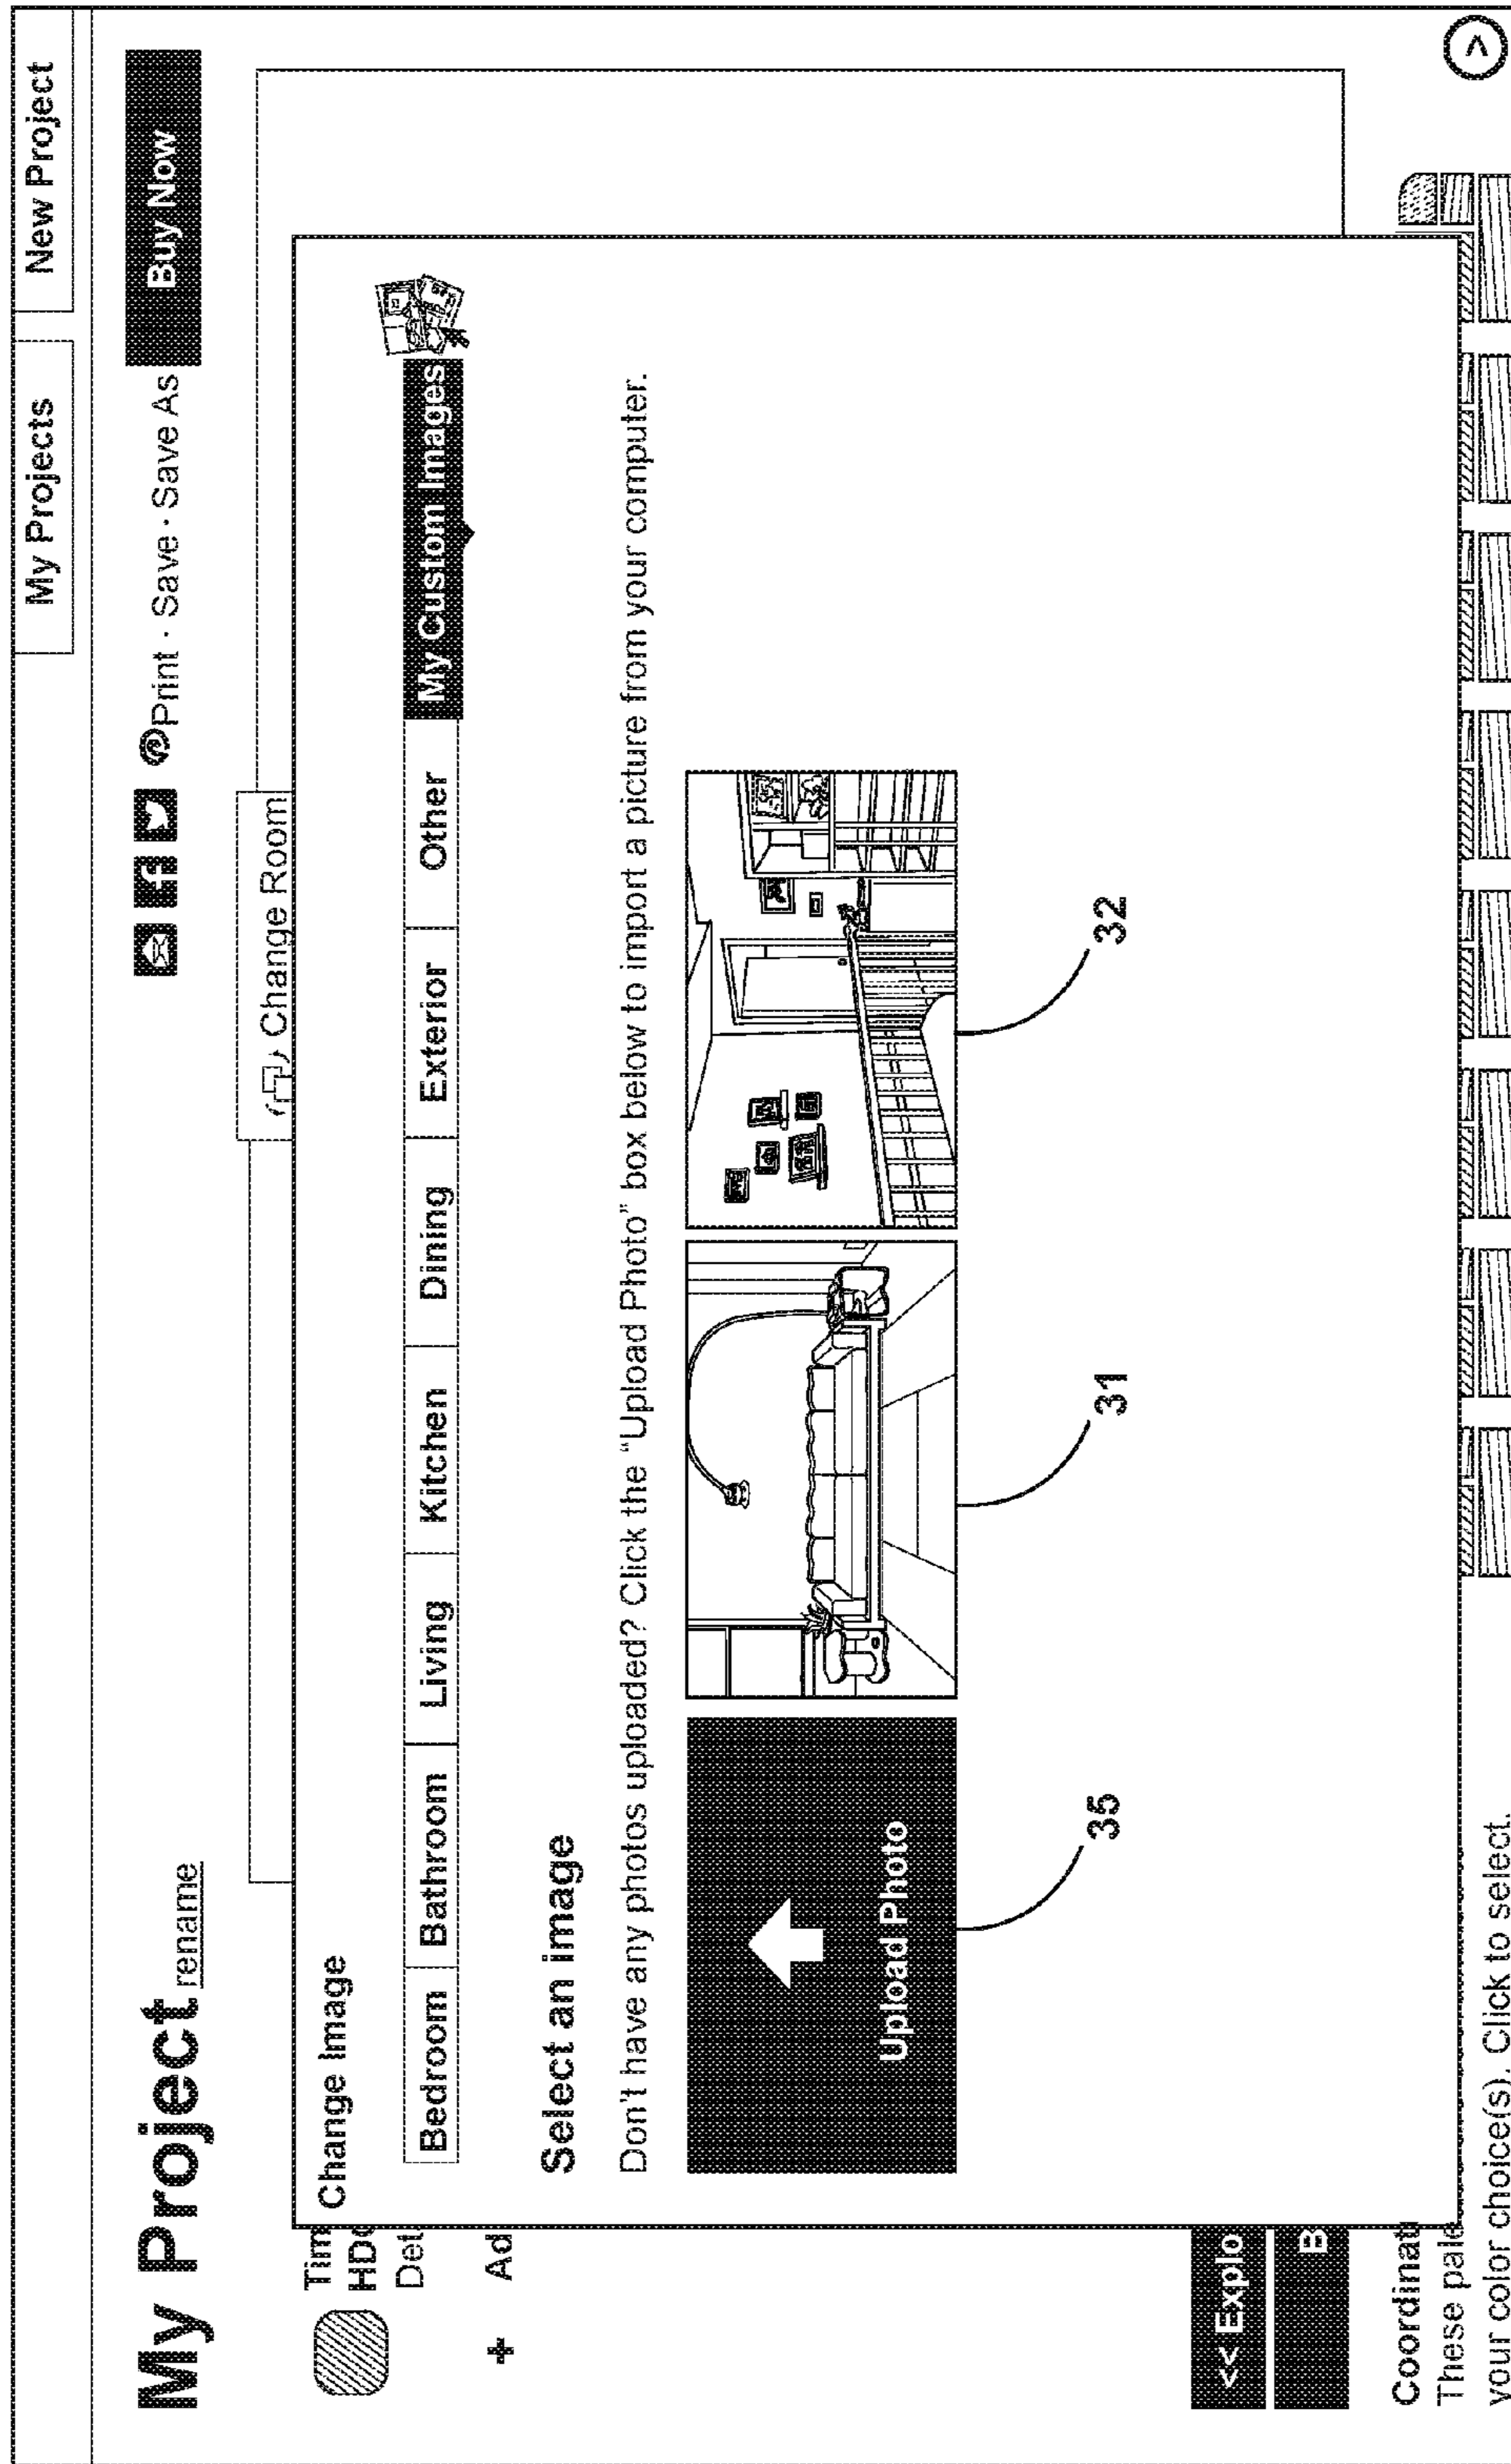 My Projects New Project
My Project rename
Print · Save · Save As Buy Now
Change Room
Tim
HD
Det
+ Ad
Change Image
Bedroom Bathroom Living Kitchen Dining Exterior Other My Custom Images
Select an image
Don't have any photos uploaded? Click the "Upload Photo" box below to import a picture from your computer.
Upload Photo
35
31
32
<< Explo
B
Coordinati
These pale
your color choice(s). Click to select.
>